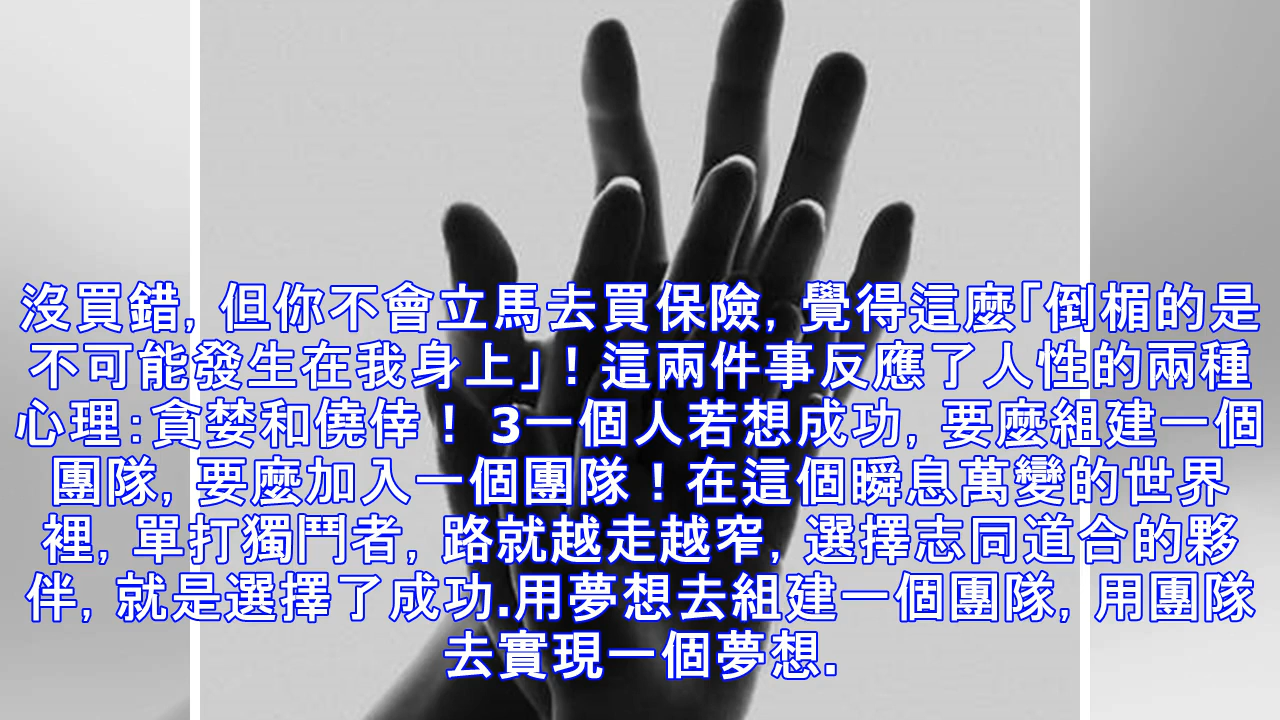 沒買錯, 但你不會立馬去買保險, 覺得這麼「倒楣的是
不可能發生在我身上」! 這兩件事反應了人性的兩種
心理:貪婪和僥倖! 3一個人若想成功, 要麼組建一個
團隊, 要麼加入一個團隊! 在這個瞬息萬變的世界
裡, 單打獨鬥者, 路就越走越窄, 選擇志同道合的夥
伴, 就是選擇了成功.用夢想去組建一個團隊, 用團隊
去實現一個夢想.